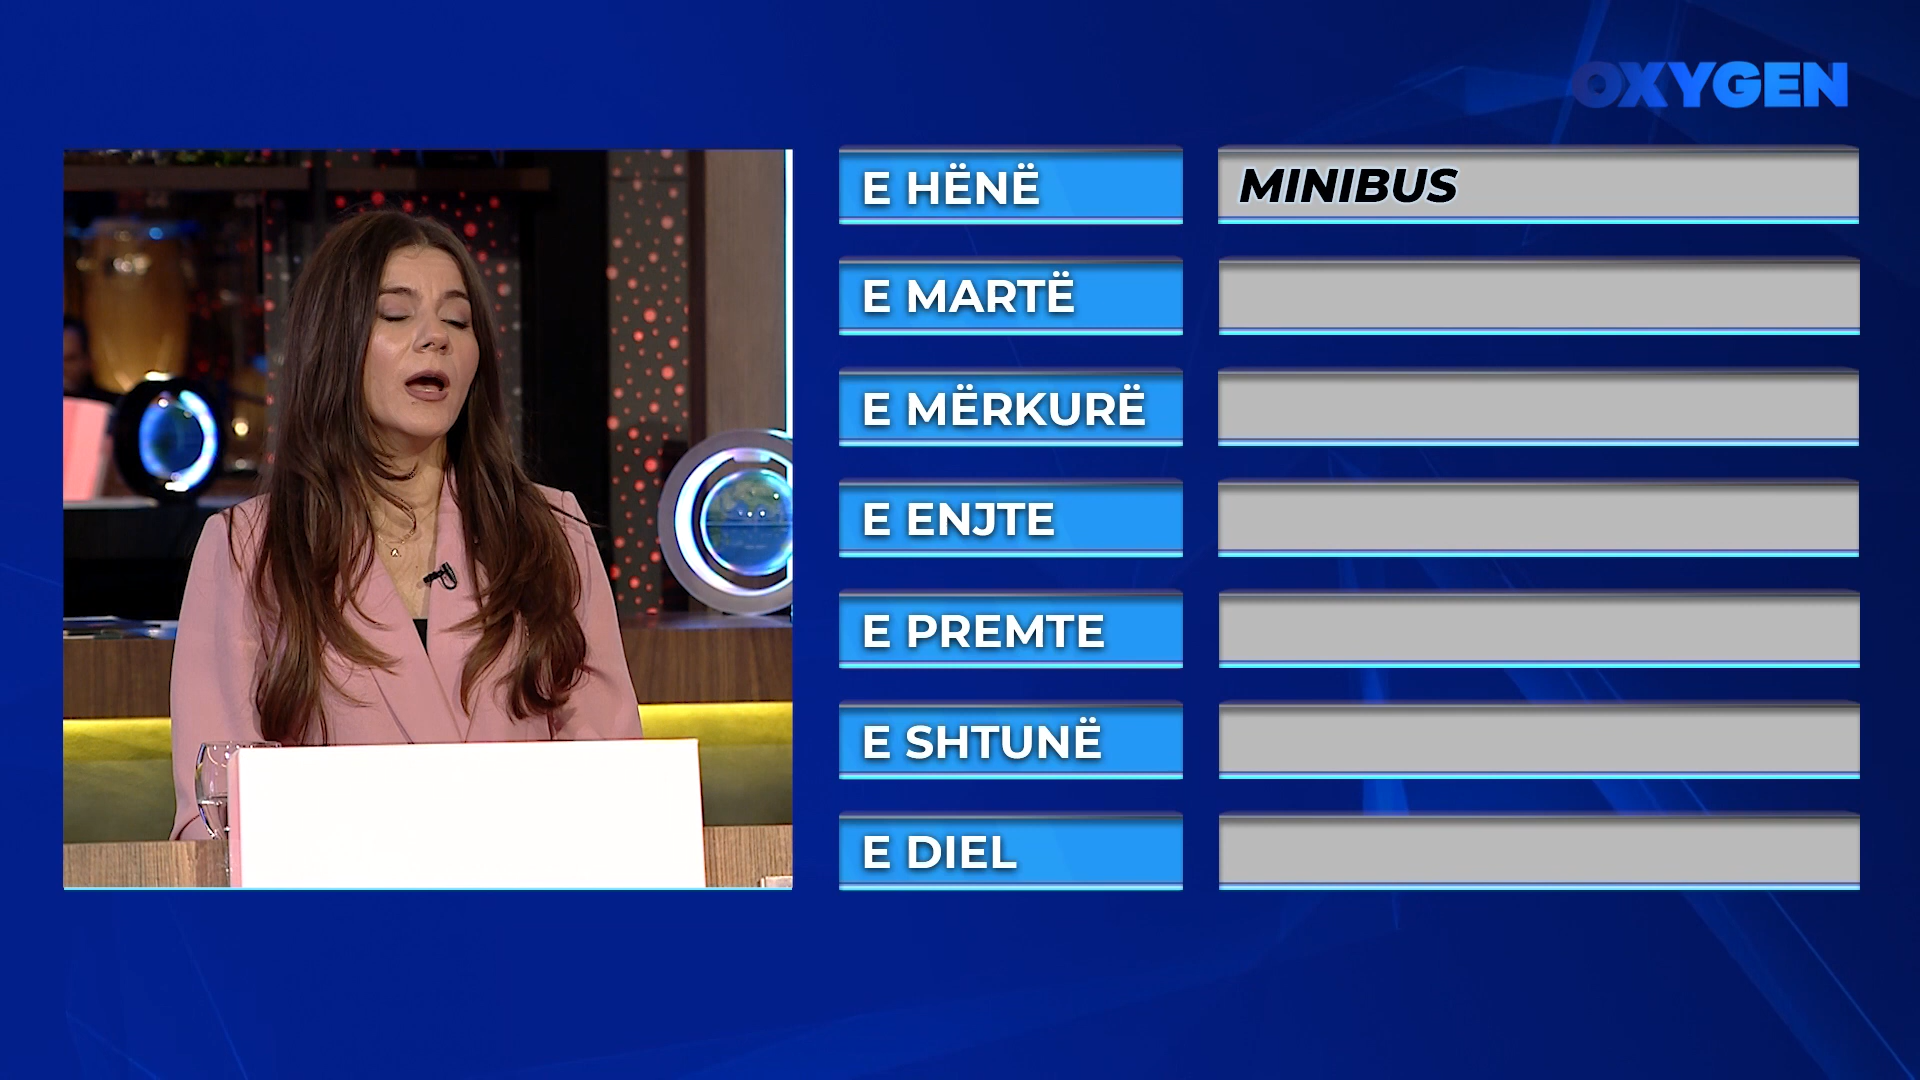 OXYGEN
E HËNË MINIBUS
E MARTË
E MËRKURË
E ENJTE
E PREMTE
E SHTUNË
E DIEL